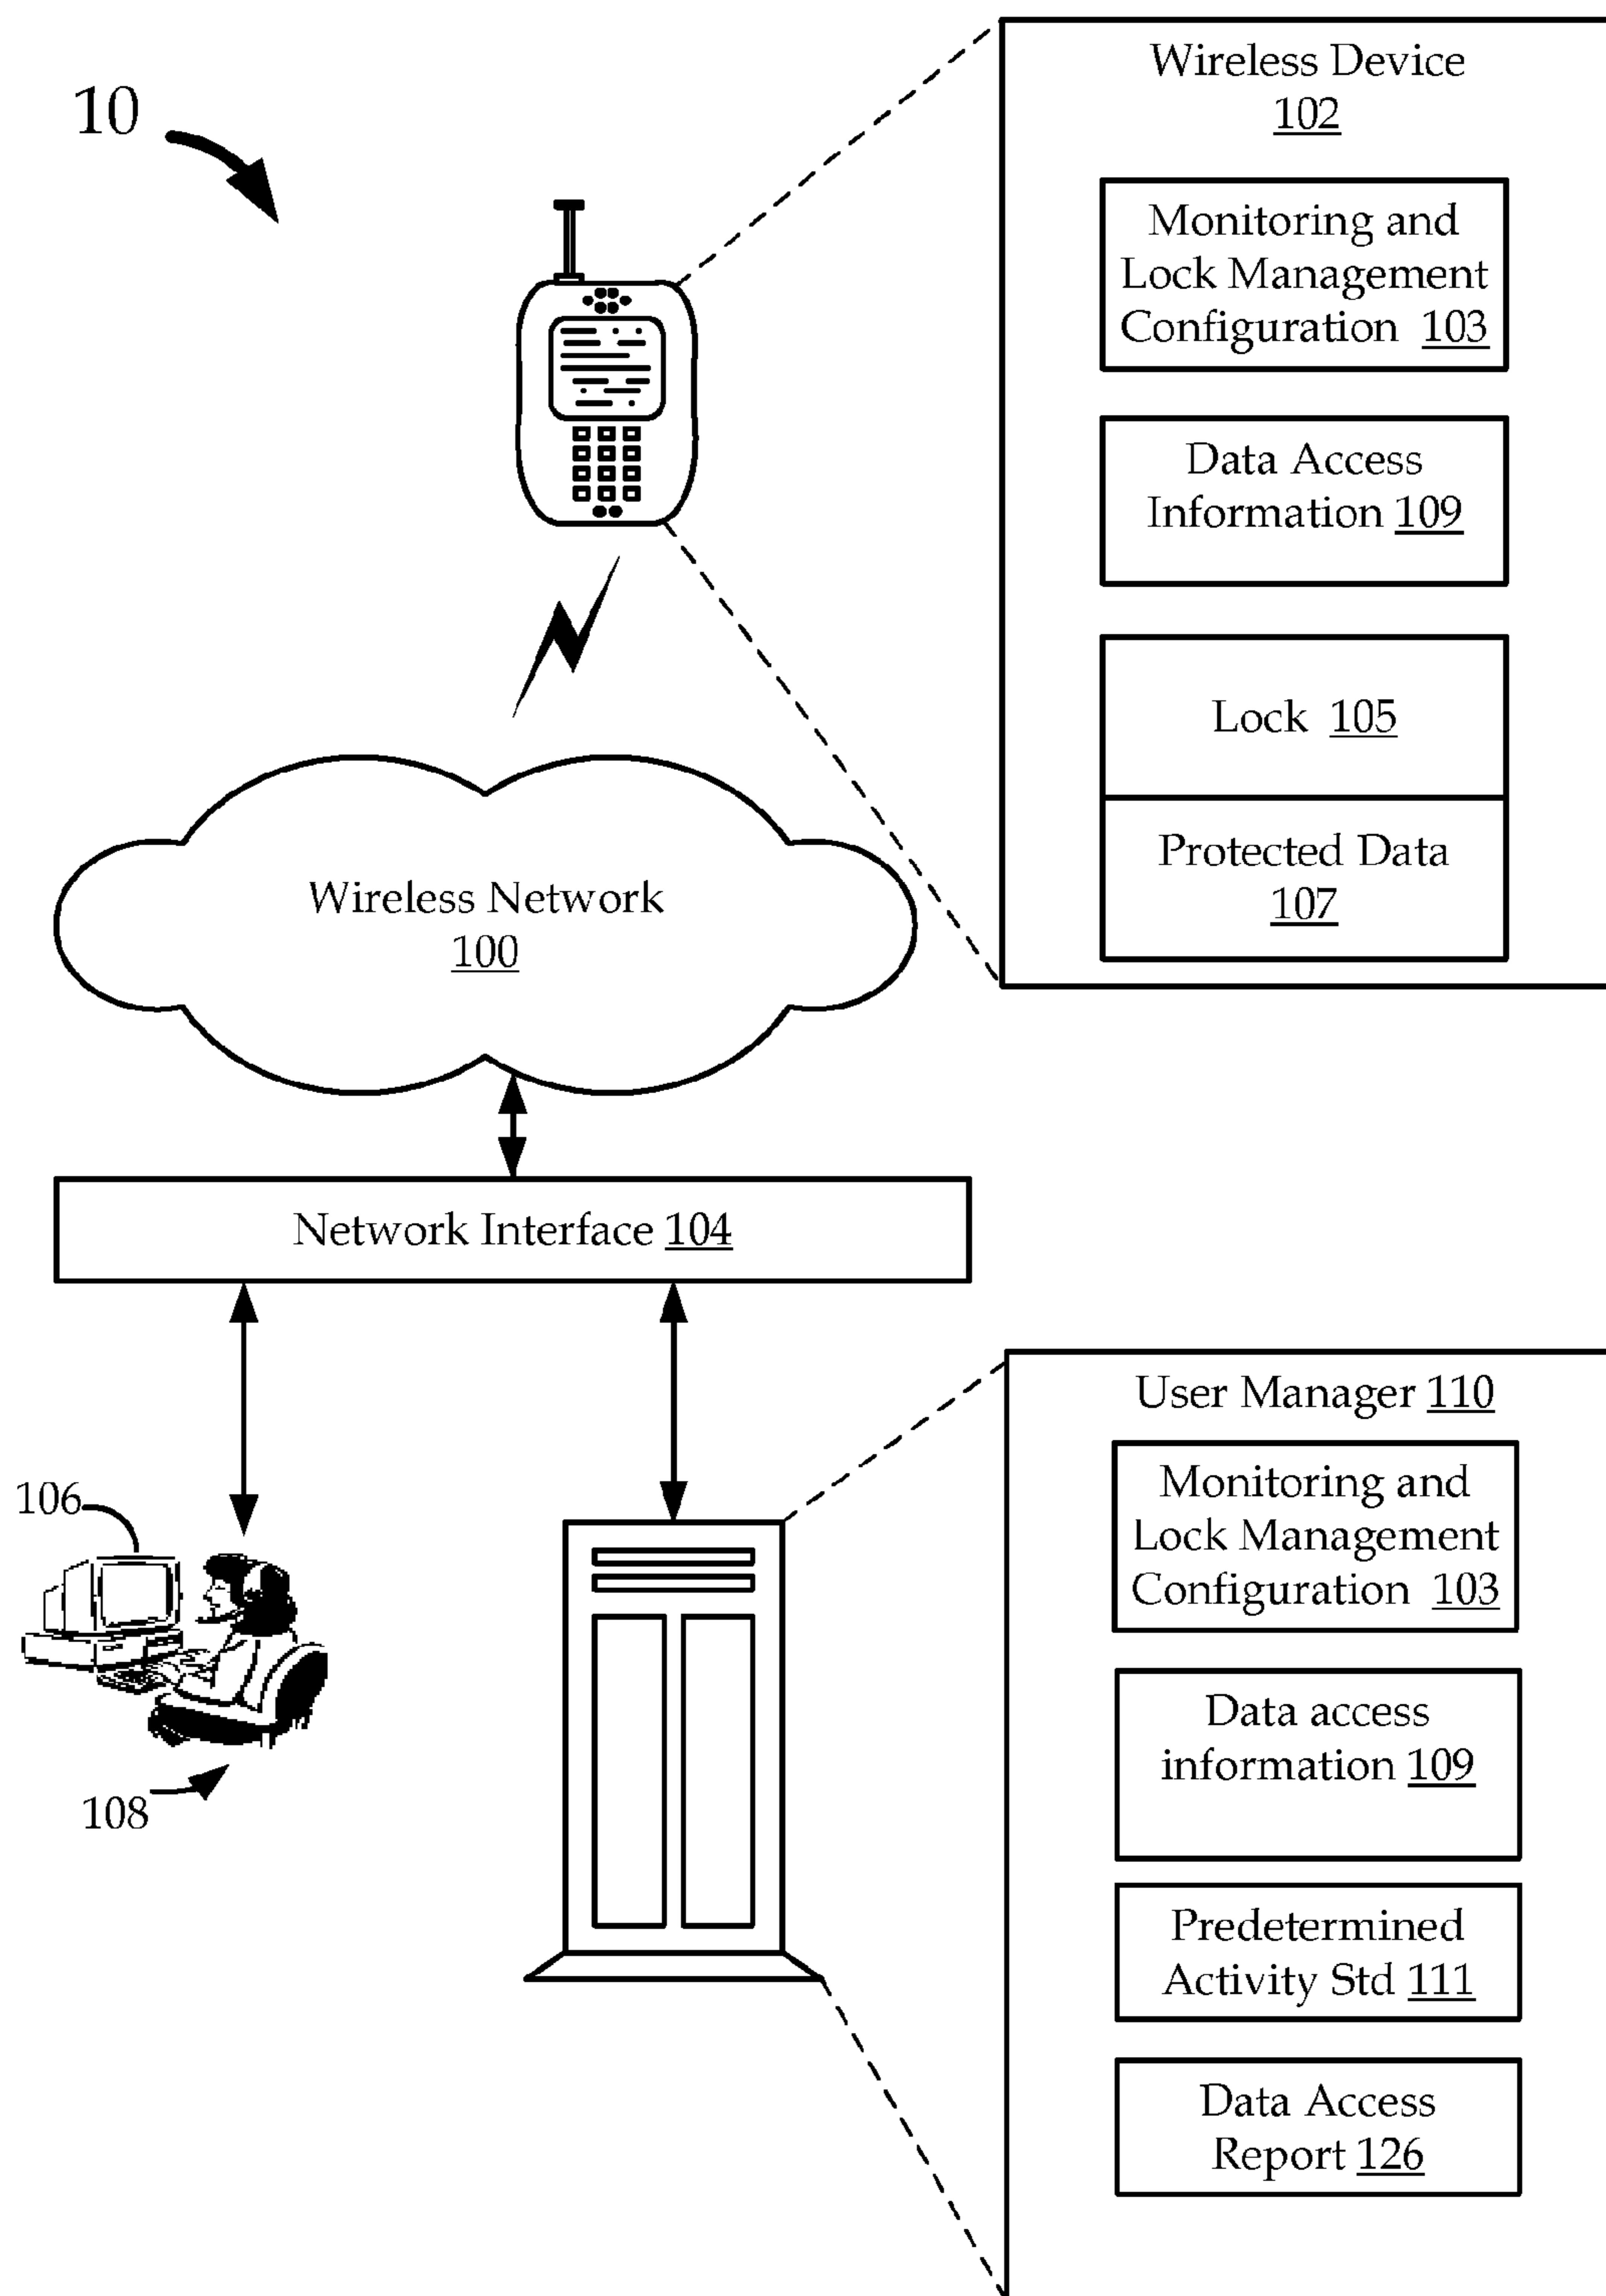 10
Wireless Device
102
Monitoring and
Lock Management
Configuration 103
Data Access
Information 109
Lock 105
Protected Data
107
Wireless Network
100
Network Interface 104
106
108
User Manager 110
Monitoring and
Lock Management
Configuration 103
Data access
information 109
Predetermined
Activity Std 111
Data Access
Report 126